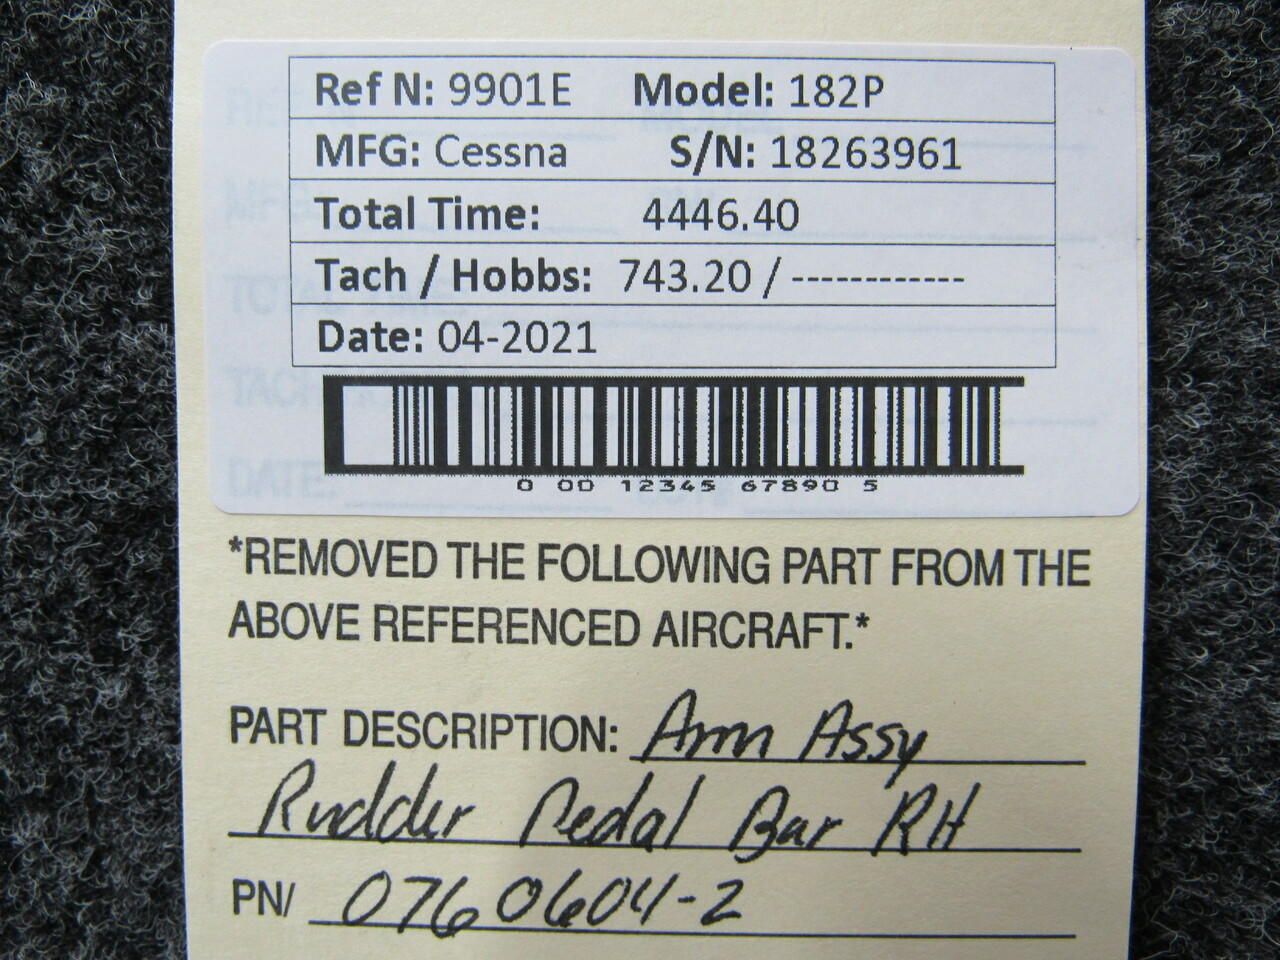 Ref N: 9901E Model: 182P
MFG: Cessna S/N: 18263961
Total Time: 4446.40
Tach / Hobbs: 743.20 / ------------
Date: 04-2021
0 00 12345 67890 5
*REMOVED THE FOLLOWING PART FROM THE
ABOVE REFERENCED AIRCRAFT.*
PART DESCRIPTION: Arm Assy
Rudder Pedal Bar RH
PN/ 0760604-2